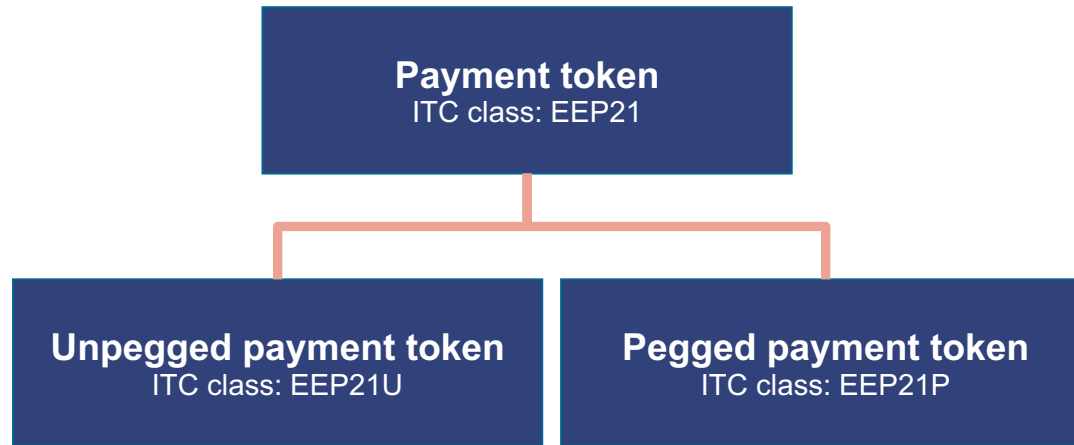 Payment token
ITC class: EEP21
Unpegged payment token
ITC class: EEP21U
Pegged payment token
ITC class: EEP21P